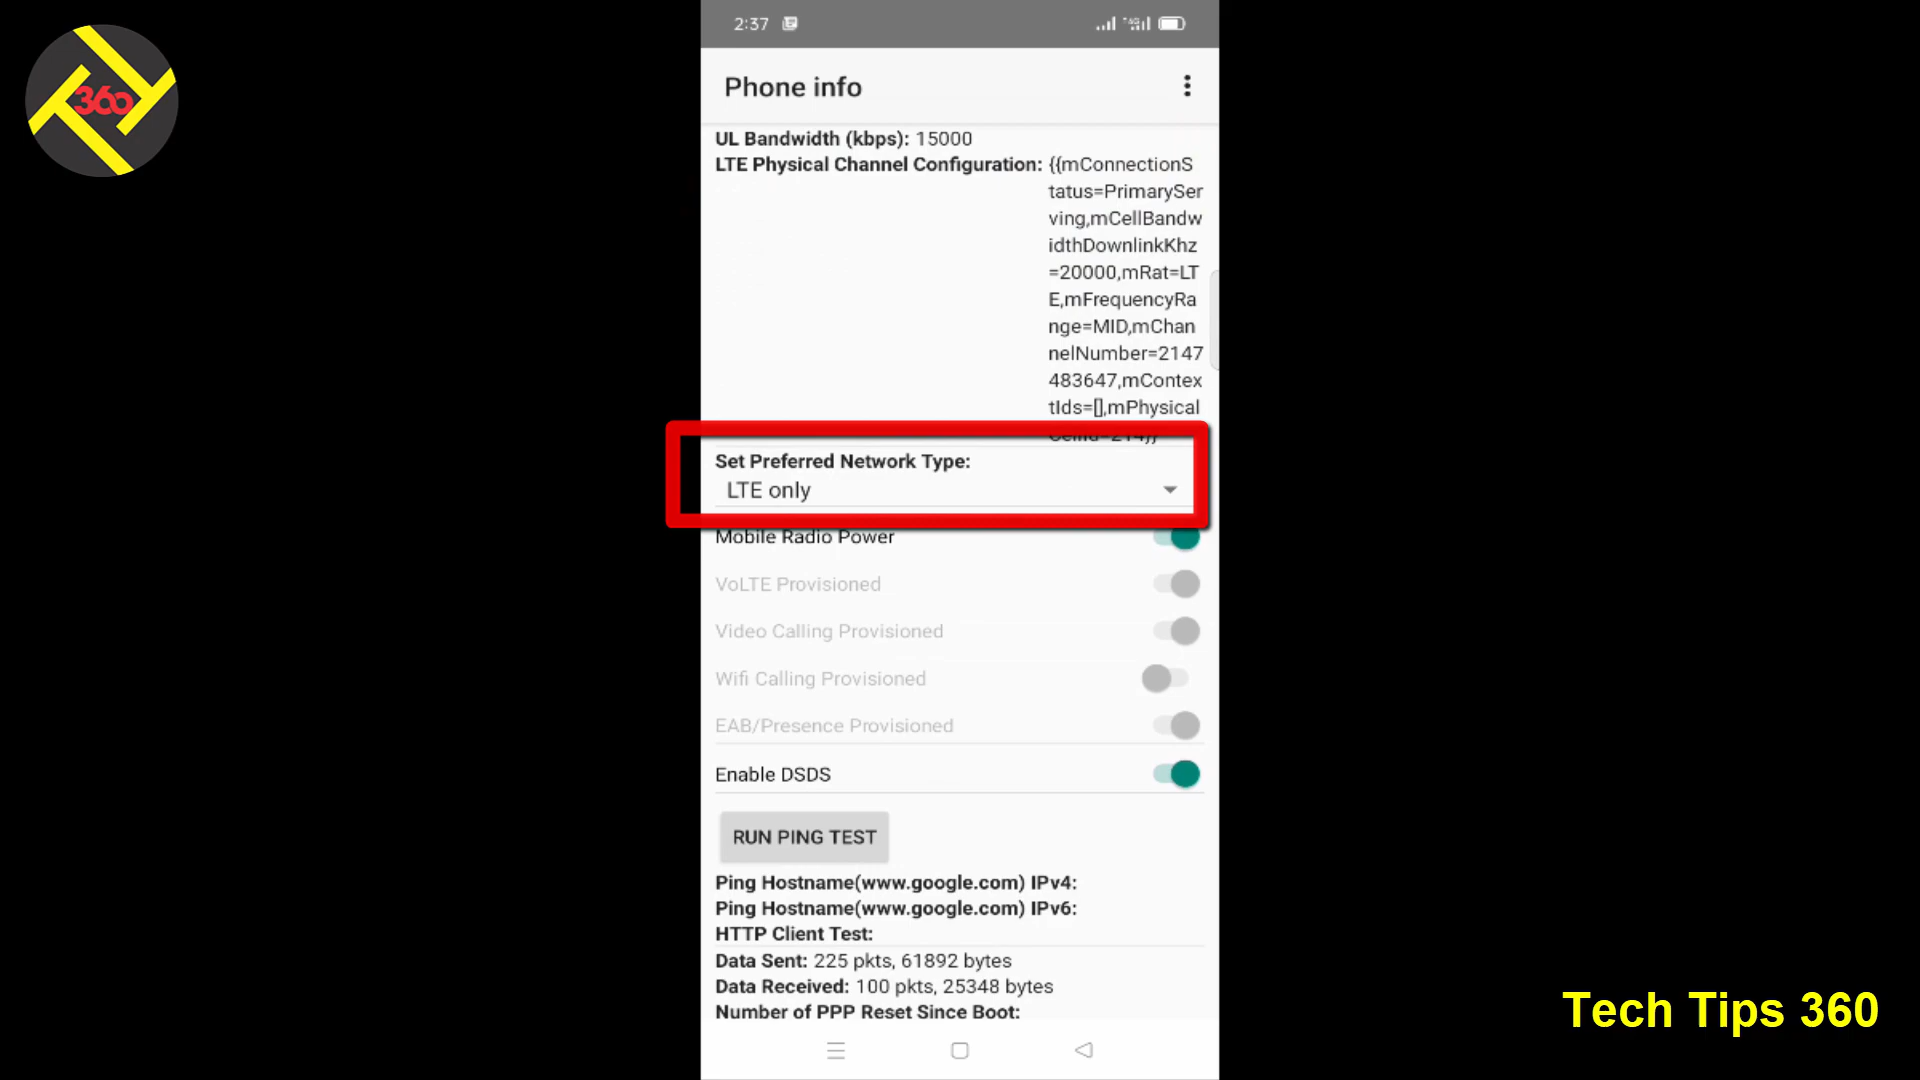 360
2:37
4G
Phone info
UL Bandwidth (kbps): 15000
LTE Physical Channel Configuration: {{mConnectionS
tatus=PrimarySer
ving,mCellBandw
idthDownlinkKhz
=20000,mRat=LT
E,mFrequencyRa
nge=MID,mChan
nelNumber=2147
483647,mContex
tIds=[],mPhysical
CellId=214}}
Set Preferred Network Type:
LTE only
Mobile Radio Power
VoLTE Provisioned
Video Calling Provisioned
Wifi Calling Provisioned
EAB/Presence Provisioned
Enable DSDS
RUN PING TEST
Ping Hostname(www.google.com) IPv4:
Ping Hostname(www.google.com) IPv6:
HTTP Client Test:
Data Sent: 225 pkts, 61892 bytes
Data Received: 100 pkts, 25348 bytes
Number of PPP Reset Since Boot:
Tech Tips 360